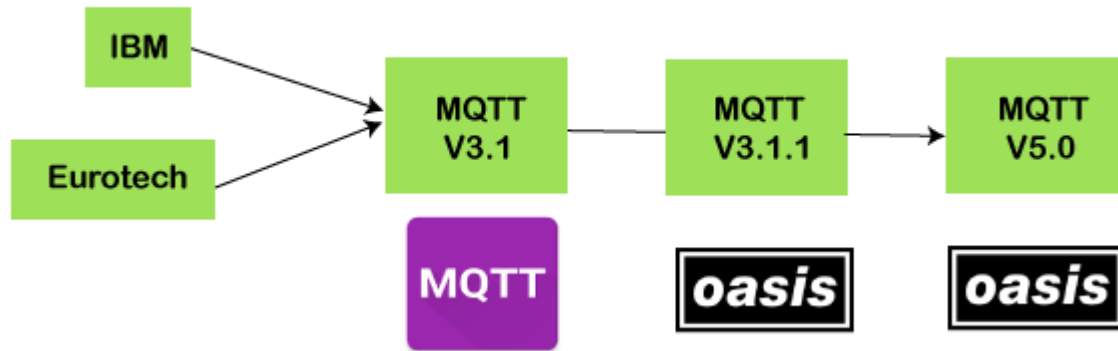 IBM
Eurotech
MQTT
V3.1
MQTT
V3.1.1
MQTT
V5.0
MQTT
oasis
oasis